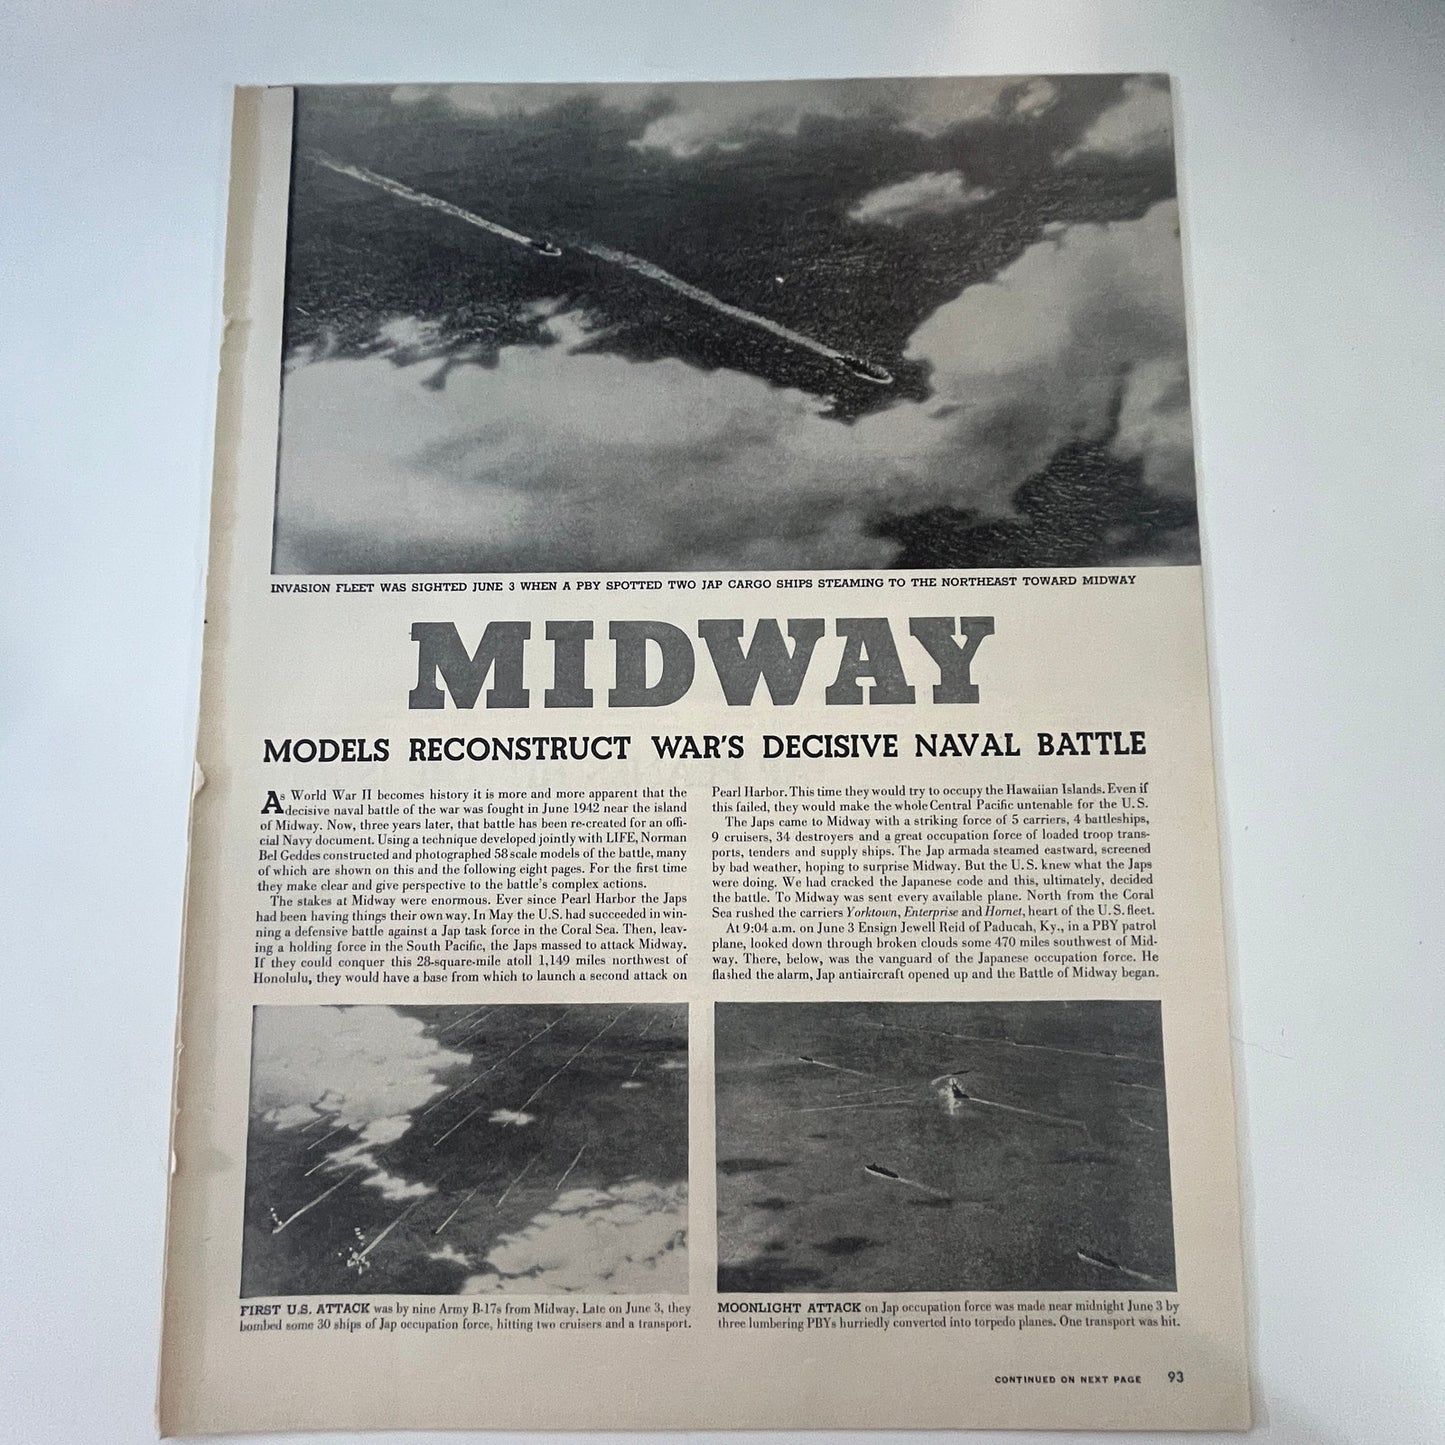 INVASION FLEET WAS SIGHTED JUNE 3 WHEN A PBY SPOTTED TWO JAP CARGO SHIPS STEAMING TO THE NORTHEAST TOWARD MIDWAY
MIDWAY
MODELS RECONSTRUCT WAR'S DECISIVE NAVAL BATTLE
As World War II becomes history it is more and more apparent that the
decisive naval battle of the war was fought in June 1942 near the island
of Midway. Now, three years later, that battle has been re-created for an offi-
cial Navy document. Using a technique developed jointly with LIFE, Norman
Bel Geddes constructed and photographed 58 scale models of the battle, many
of which are shown on this and the following eight pages. For the first time
they make clear and give perspective to the battle's complex actions.
The stakes at Midway were enormous. Ever since Pearl Harbor the Japs
had been having things their own way. In May the U.S. had succeeded in win-
ning a defensive battle against a Jap task force in the Coral Sea. Then, leav-
ing a holding force in the South Pacific, the Japs massed to attack Midway.
If they could conquer this 28-square-mile atoll 1,149 miles northwest of
Honolulu, they would have a base from which to launch a second attack on
Pearl Harbor. This time they would try to occupy the Hawaiian Islands. Even if
this failed, they would make the whole Central Pacific untenable for the U.S.
The Japs came to Midway with a striking force of 5 carriers, 4 battleships,
9 cruisers, 34 destroyers and a great occupation force of loaded troop trans-
ports, tenders and supply ships. The Jap armada steamed eastward, screened
by bad weather, hoping to surprise Midway. But the U.S. knew what the Japs
were doing. We had cracked the Japanese code and this, ultimately, decided
the battle. To Midway was sent every available plane. North from the Coral
Sea rushed the carriers Yorktown, Enterprise and Hornet, heart of the U.S. fleet.
At 9:04 a.m. on June 3 Ensign Jewell Reid of Paducah, Ky., in a PBY patrol
plane, looked down through broken clouds some 470 miles southwest of Mid-
way. There, below, was the vanguard of the Japanese occupation force. He
flashed the alarm, Jap antiaircraft opened up and the Battle of Midway began.
FIRST U.S. ATTACK was by nine Army B-17s from Midway. Late on June 3, they
bombed some 30 ships of Jap occupation force, hitting two cruisers and a transport.
MOONLIGHT ATTACK on Jap occupation force was made near midnight June 3 by
three lumbering PBYs hurriedly converted into torpedo planes. One transport was hit.
CONTINUED ON NEXT PAGE 93